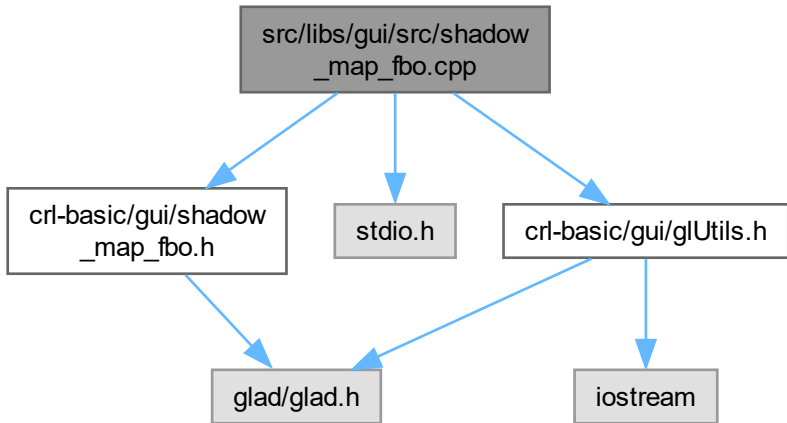 src/libs/gui/src/shadow
_map_fbo.cpp
crl-basic/gui/shadow
_map_fbo.h
stdio.h
crl-basic/gui/glUtils.h
glad/glad.h
iostream